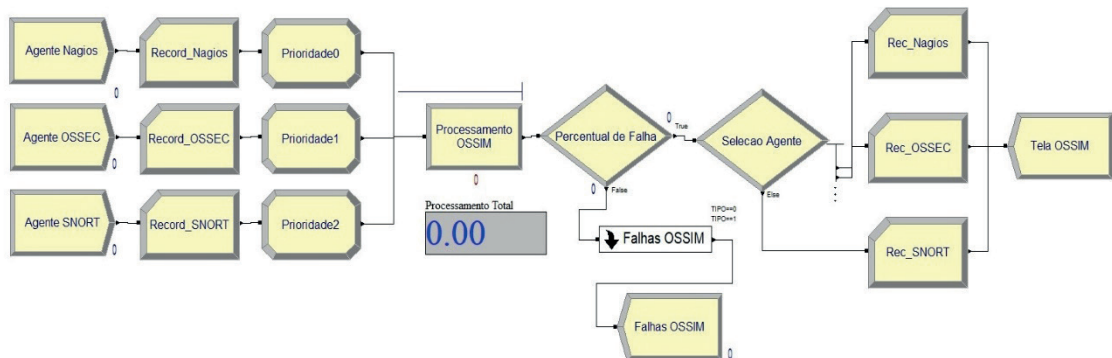 Agente Nagios
Record_Nagios
Prioridade0
0
Agente OSSEC
Record_OSSEC
Prioridade1
0
Agente SNORT
Record_SNORT
Prioridade2
0
Processamento
OSSIM
0
Processamento Total
0.00
Percentual de Falha
0
True
0
False
Falhas OSSIM
Falhas OSSIM
0
Selecao Agente
TIPO==0
TIPO==1
Else
Rec_Nagios
Rec_OSSEC
Rec_SNORT
Tela OSSIM
0